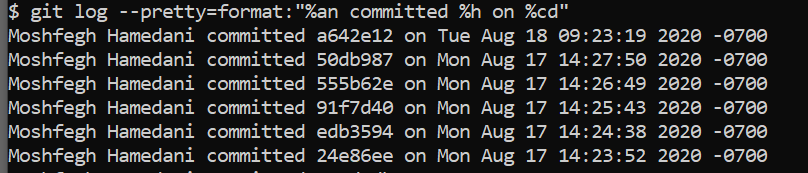 $ git log --pretty=format:"%an committed %h on %cd"
Moshfegh Hamedani committed a642e12 on Tue Aug 18 09:23:19 2020 -0700
Moshfegh Hamedani committed 50db987 on Mon Aug 17 14:27:50 2020 -0700
Moshfegh Hamedani committed 555b62e on Mon Aug 17 14:26:49 2020 -0700
Moshfegh Hamedani committed 91f7d40 on Mon Aug 17 14:25:43 2020 -0700
Moshfegh Hamedani committed edb3594 on Mon Aug 17 14:24:38 2020 -0700
Moshfegh Hamedani committed 24e86ee on Mon Aug 17 14:23:52 2020 -0700